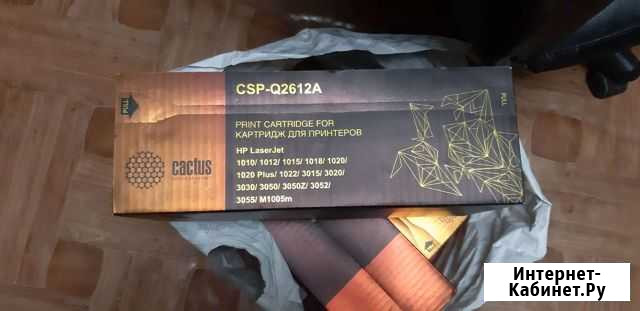 PULL
CSP-Q2612A
PULL
PRINT CARTRIDGE FOR
КАРТРИДЖ ДЛЯ ПРИНТЕРОВ
HP LaserJet
1010/ 1012/ 1015/ 1018/ 1020/
1020 Plus/ 1022/ 3015/ 3020/
3030/ 3050/ 3050Z/ 3052/
3055/ M1005m
cactus
Интернет-
Кабинет.Ру